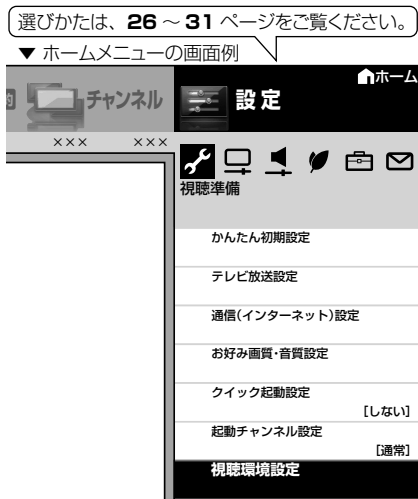 選びかたは、26～31 ページをご覧ください。
▼ ホームメニューの画面例
ホーム
チャンネル
設定
××× ×××
視聴準備
かんたん初期設定
テレビ放送設定
通信（インターネット）設定
お好み画質・音質設定
クイック起動設定
［しない］
起動チャンネル設定
［通常］
視聴環境設定